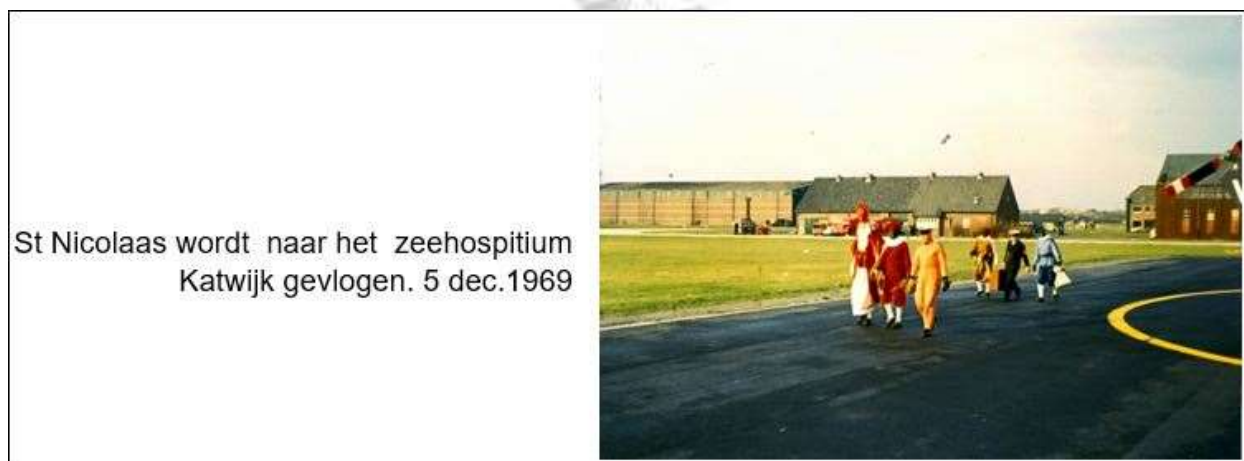 St Nicolaas wordt naar het zeehospitium
Katwijk gevlogen. 5 dec.1969